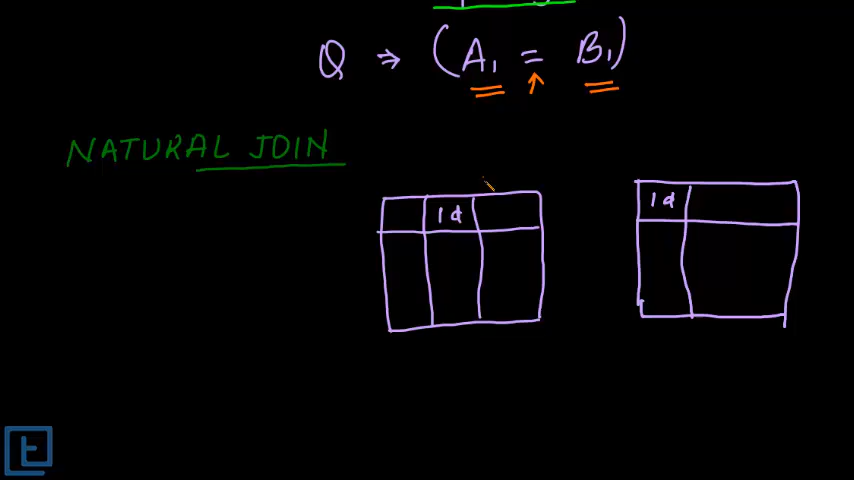 Q ⇒ (A₁ = B₁)
NATURAL JOIN
id
id